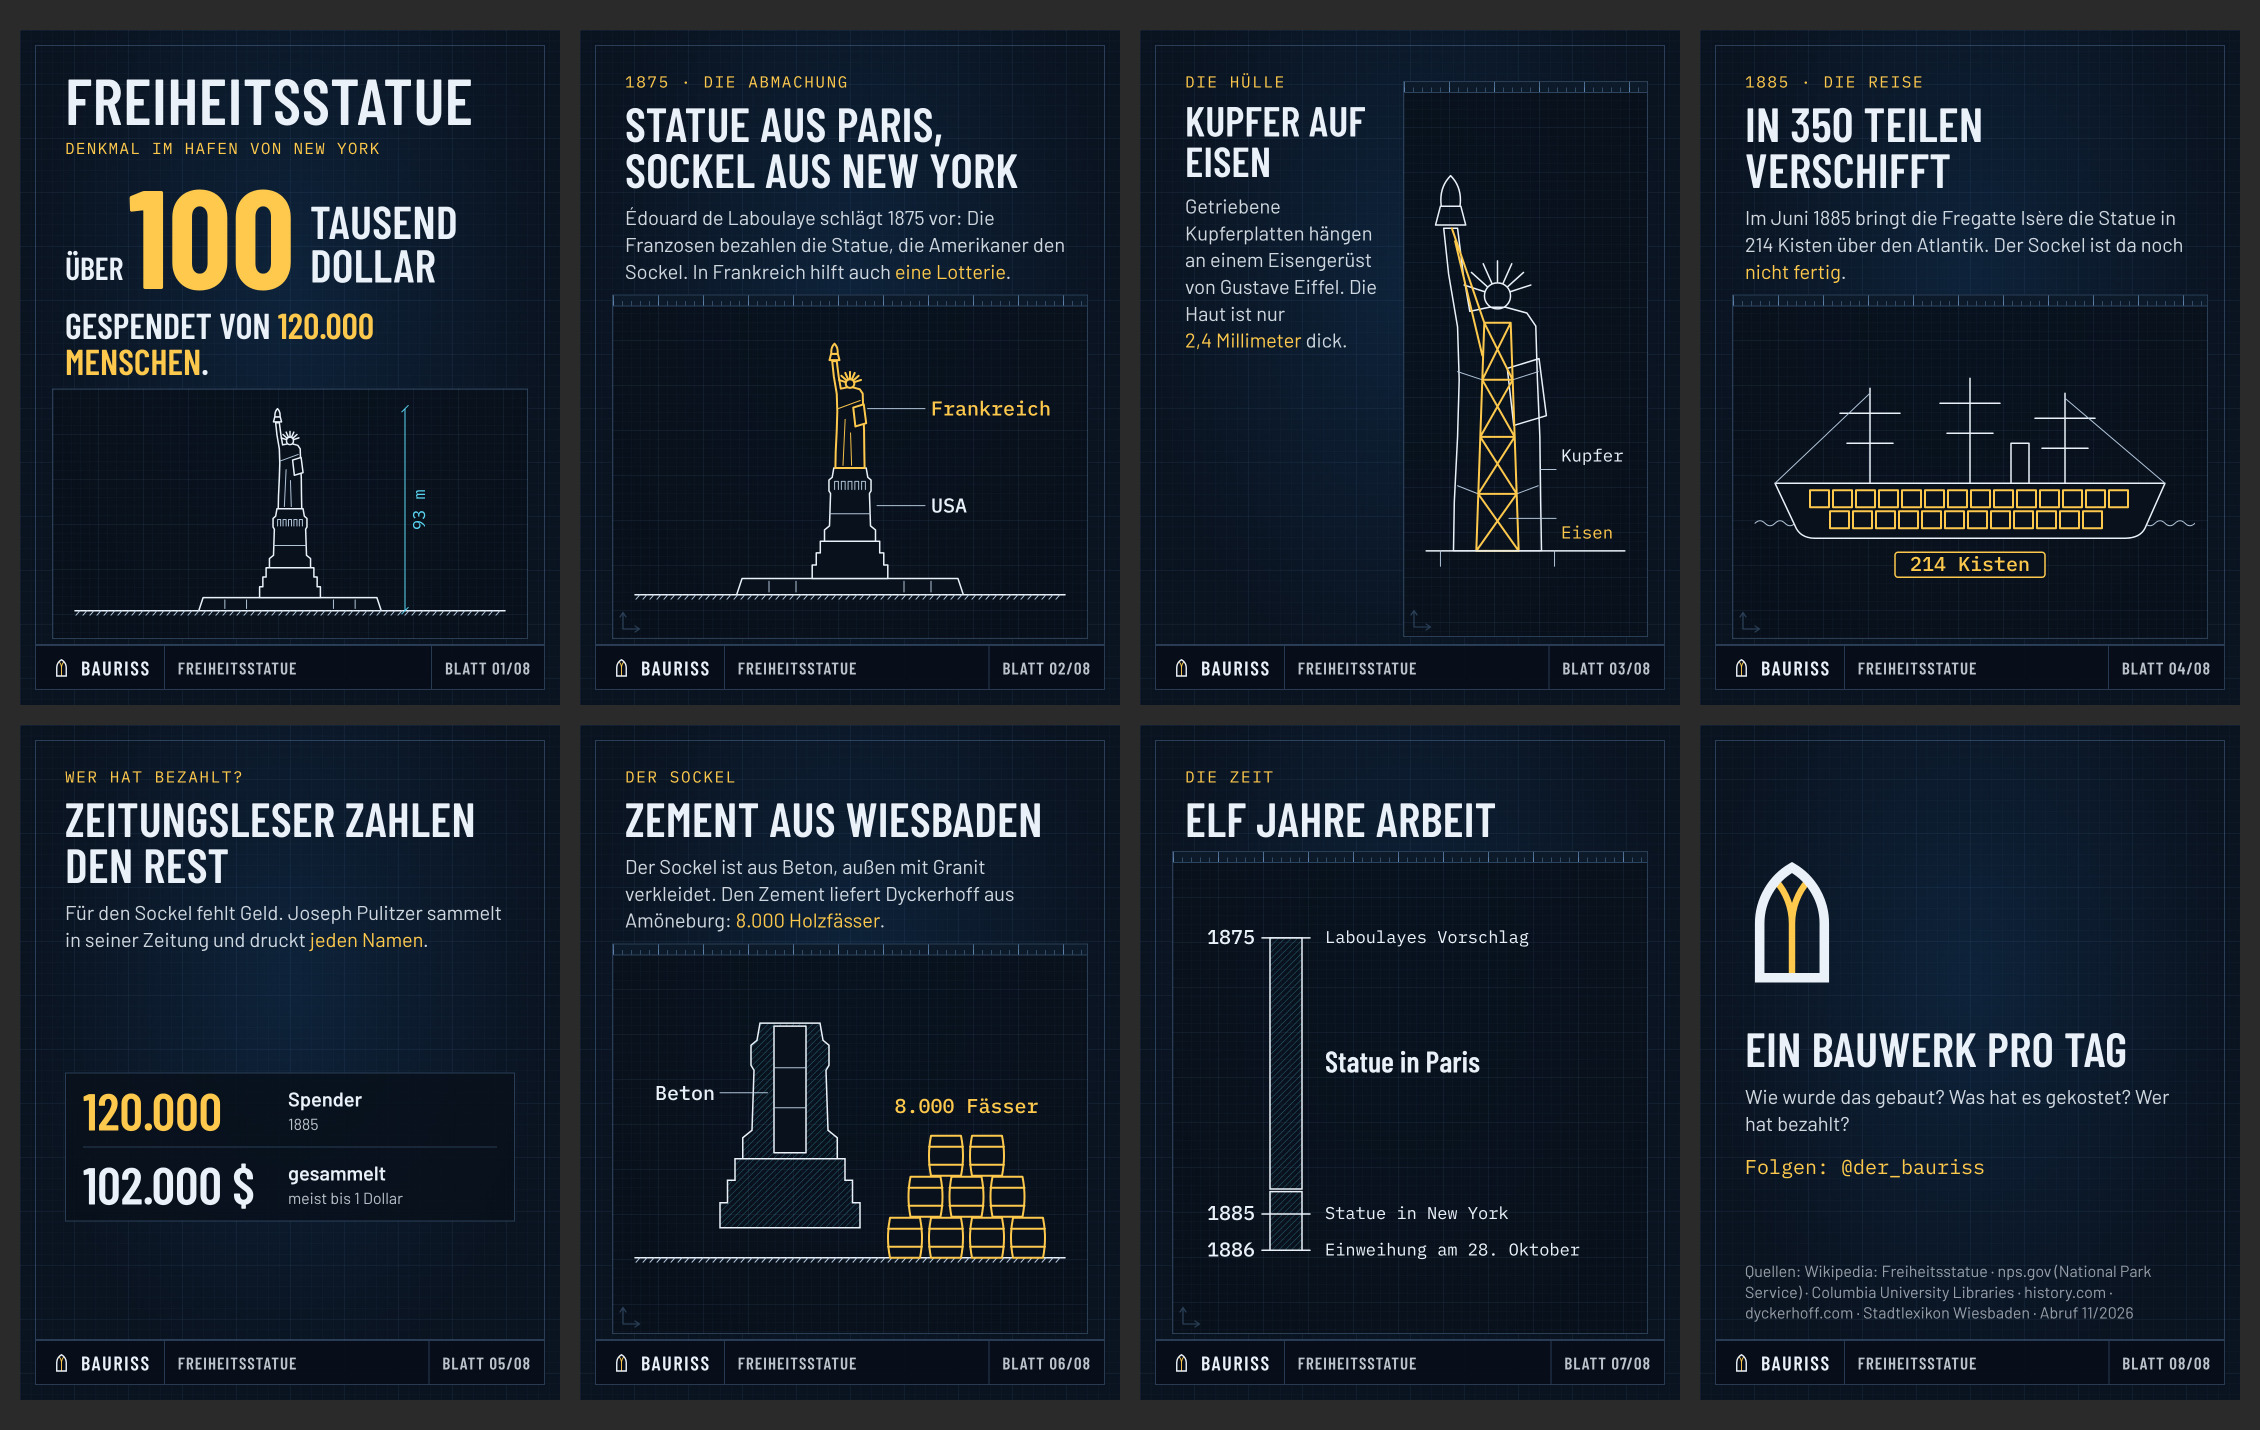 FREIHEITSSTATUE
DENKMAL IM HAFEN VON NEW YORK
ÜBER 100 TAUSEND DOLLAR
GESPENDET VON 120.000
MENSCHEN.
93 m
BAURISS
FREIHEITSSTATUE
BLATT 01/08
1875 · DIE ABMACHUNG
STATUE AUS PARIS,
SOCKEL AUS NEW YORK
Édouard de Laboulaye schlägt 1875 vor: Die
Franzosen bezahlen die Statue, die Amerikaner den
Sockel. In Frankreich hilft auch eine Lotterie.
Frankreich
USA
BAURISS
FREIHEITSSTATUE
BLATT 02/08
DIE HÜLLE
KUPFER AUF
EISEN
Getriebene
Kupferplatten hängen
an einem Eisengerüst
von Gustave Eiffel. Die
Haut ist nur
2,4 Millimeter dick.
Kupfer
Eisen
BAURISS
FREIHEITSSTATUE
BLATT 03/08
1885 · DIE REISE
IN 350 TEILEN
VERSCHIFFT
Im Juni 1885 bringt die Fregatte Isère die Statue in
214 Kisten über den Atlantik. Der Sockel ist da noch
nicht fertig.
214 Kisten
BAURISS
FREIHEITSSTATUE
BLATT 04/08
WER HAT BEZAHLT?
ZEITUNGSLESER ZAHLEN
DEN REST
Für den Sockel fehlt Geld. Joseph Pulitzer sammelt
in seiner Zeitung und druckt jeden Namen.
120.000
Spender
1885
102.000 $
gesammelt
meist bis 1 Dollar
BAURISS
FREIHEITSSTATUE
BLATT 05/08
DER SOCKEL
ZEMENT AUS WIESBADEN
Der Sockel ist aus Beton, außen mit Granit
verkleidet. Den Zement liefert Dyckerhoff aus
Amöneburg: 8.000 Holzfässer.
Beton
8.000 Fässer
BAURISS
FREIHEITSSTATUE
BLATT 06/08
DIE ZEIT
ELF JAHRE ARBEIT
1875 Laboulayes Vorschlag
Statue in Paris
1885 Statue in New York
1886 Einweihung am 28. Oktober
BAURISS
FREIHEITSSTATUE
BLATT 07/08
EIN BAUWERK PRO TAG
Wie wurde das gebaut? Was hat es gekostet? Wer
hat bezahlt?
Folgen: @der_bauriss
Quellen: Wikipedia: Freiheitsstatue · nps.gov (National Park
Service) · Columbia University Libraries · history.com ·
dyckerhoff.com · Stadtlexikon Wiesbaden · Abruf 11/2026
BAURISS
FREIHEITSSTATUE
BLATT 08/08